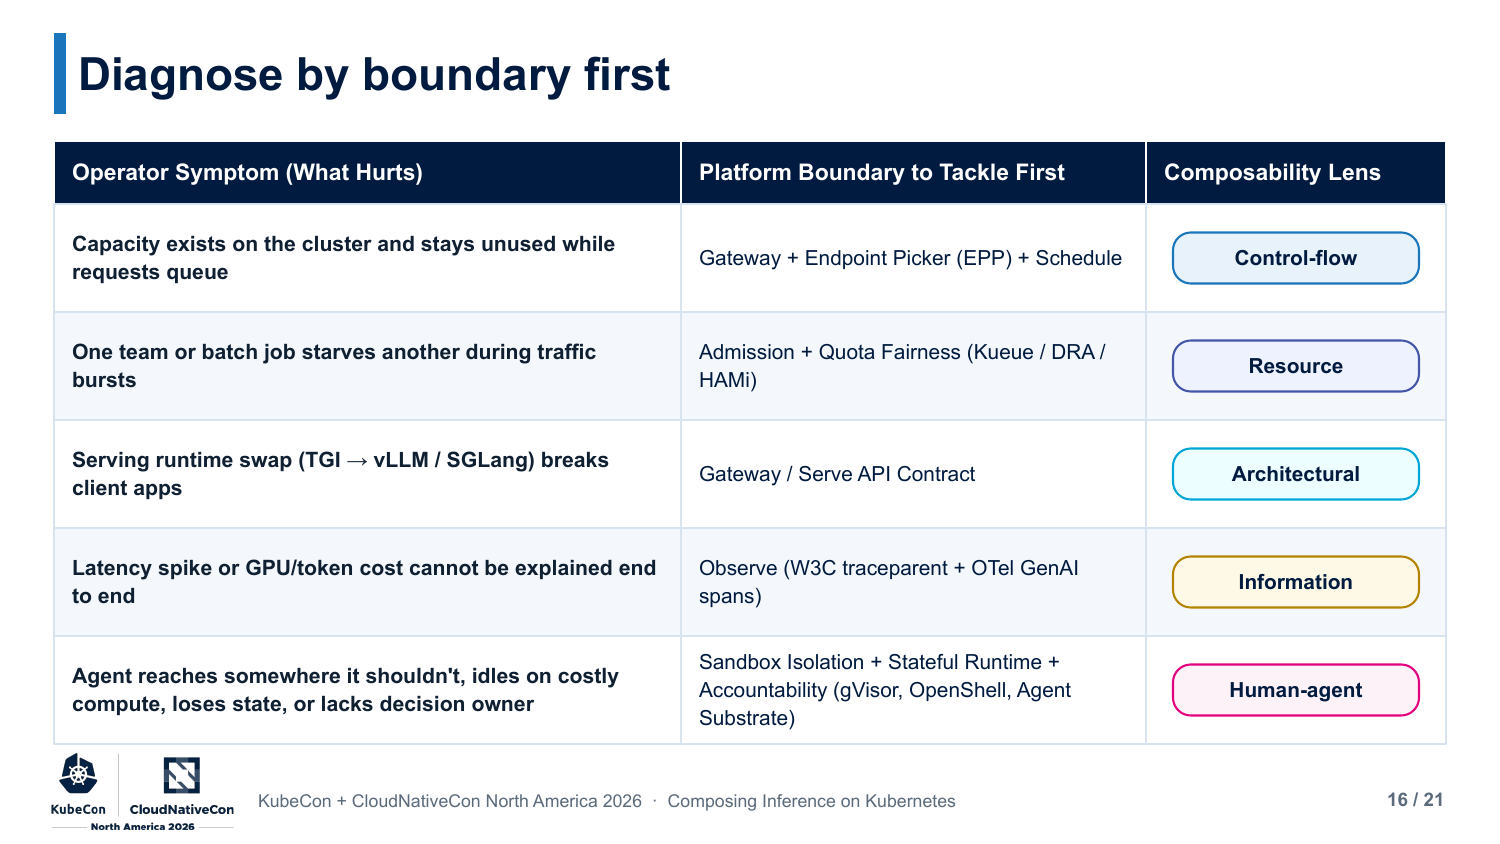 Diagnose by boundary first
Operator Symptom (What Hurts)
Platform Boundary to Tackle First
Composability Lens
Capacity exists on the cluster and stays unused while
requests queue
Gateway + Endpoint Picker (EPP) + Schedule
Control-flow
One team or batch job starves another during traffic
bursts
Admission + Quota Fairness (Kueue / DRA /
HAMi)
Resource
Serving runtime swap (TGI → vLLM / SGLang) breaks
client apps
Gateway / Serve API Contract
Architectural
Latency spike or GPU/token cost cannot be explained end
to end
Observe (W3C traceparent + OTel GenAI
spans)
Information
Agent reaches somewhere it shouldn't, idles on costly
compute, loses state, or lacks decision owner
Sandbox Isolation + Stateful Runtime +
Accountability (gVisor, OpenShell, Agent
Substrate)
Human-agent
KubeCon
CloudNativeCon
North America 2026
KubeCon + CloudNativeCon North America 2026 · Composing Inference on Kubernetes
16 / 21